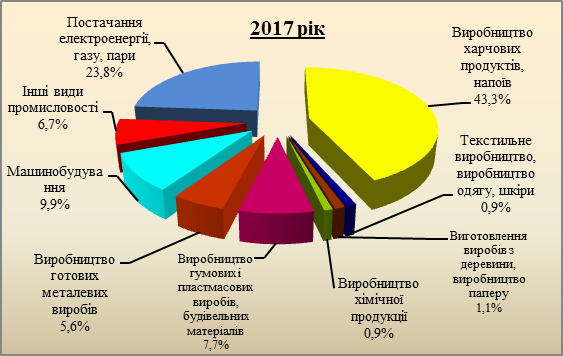 2017 рік
Постачання
електроенергії,
газу, пари
23,8%
Виробництво
харчових
продуктів,
напоїв
43,3%
Інші види
промисловості
6,7%
Текстильне
виробництво,
виробництво
одягу, шкіри
0,9%
Машинобудува
ння
9,9%
Виготовлення
виробів з
деревини,
виробництво
паперу
1,1%
Виробництво
готових
металевих
виробів
5,6%
Виробництво
гумових і
пластмасових
виробів,
будівельних
матеріалів
7,7%
Виробництво
хімічної
продукції
0,9%